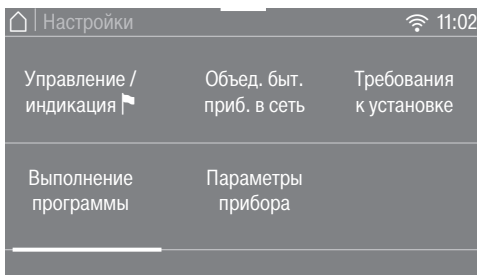 Настройки 11:02
Управление /
индикация
Объед. быт.
приб. в сеть
Требования
к установке
Выполнение
программы
Параметры
прибора